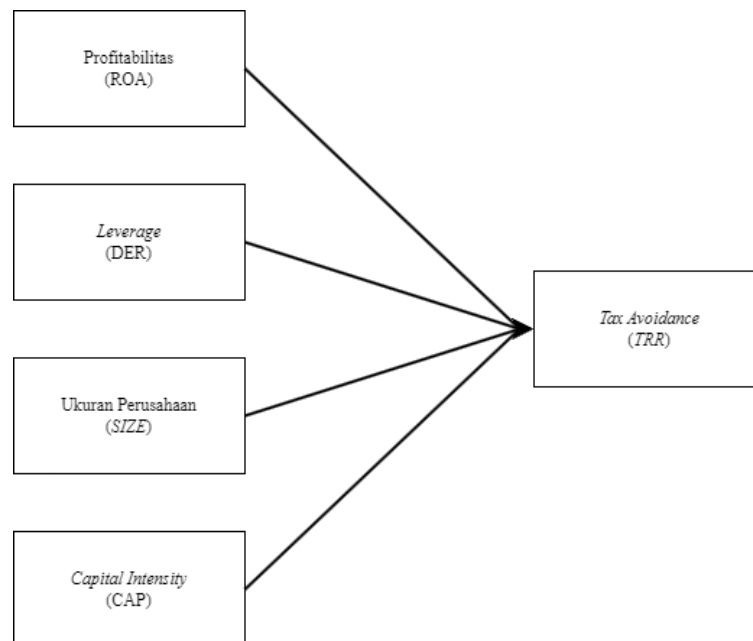 Profitabilitas
(ROA)
Leverage
(DER)
Ukuran Perusahaan
(SIZE)
Capital Intensity
(CAP)
Tax Avoidance
(TRR)